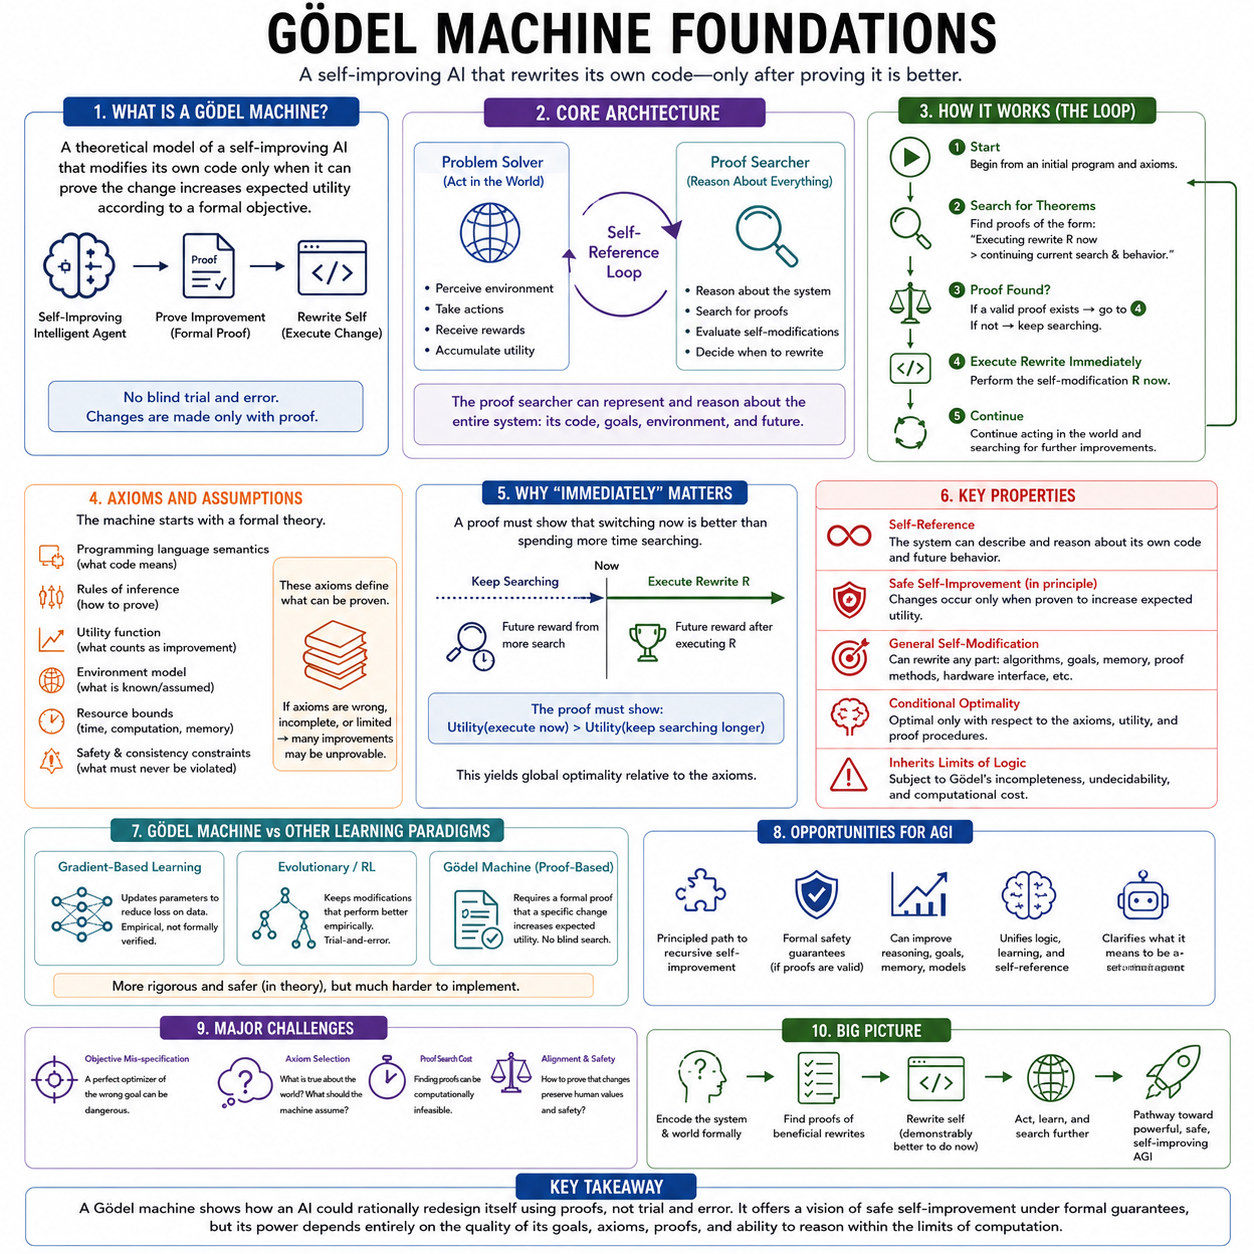 GÖDEL MACHINE FOUNDATIONS
A self-improving AI that rewrites its own code—only after proving it is better.
1. WHAT IS A GÖDEL MACHINE?
A theoretical model of a self-improving AI
that modifies its own code only when it can
prove the change increases expected utility
according to a formal objective.
Proof
Self-Improving
Intelligent Agent
Prove Improvement
(Formal Proof)
Rewrite Self
(Execute Change)
No blind trial and error.
Changes are made only with proof.
2. CORE ARCHTECTURE
Problem Solver
(Act in the World)
• Perceive environment
• Take actions
• Receive rewards
• Accumulate utility
Self-
Reference
Loop
Proof Searcher
(Reason About Everything)
• Reason about the system
• Search for proofs
• Evaluate self-modifications
• Decide when to rewrite
The proof searcher can represent and reason about the
entire system: its code, goals, environment, and future.
3. HOW IT WORKS (THE LOOP)
1 Start
Begin from an initial program and axioms.
2 Search for Theorems
Find proofs of the form:
“Executing rewrite R now
> continuing current search & behavior.”
3 Proof Found?
If a valid proof exists → go to 4
If not → keep searching.
4 Execute Rewrite Immediately
Perform the self-modification R now.
5 Continue
Continue acting in the world and
searching for further improvements.
4. AXIOMS AND ASSUMPTIONS
The machine starts with a formal theory.
Programming language semantics
(what code means)
Rules of inference
(how to prove)
Utility function
(what counts as improvement)
Environment model
(what is known/assumed)
Resource bounds
(time, computation, memory)
Safety & consistency constraints
(what must never be violated)
These axioms define
what can be proven.
If axioms are wrong,
incomplete, or limited
→ many improvements
may be unprovable.
5. WHY “IMMEDIATELY” MATTERS
A proof must show that switching now is better than
spending more time searching.
Now
Keep Searching
Execute Rewrite R
Future reward from
more search
Future reward after
executing R
The proof must show:
Utility(execute now) > Utility(keep searching longer)
This yields global optimality relative to the axioms.
6. KEY PROPERTIES
Self-Reference
The system can describe and reason about its own code
and future behavior.
Safe Self-Improvement (in principle)
Changes occur only when proven to increase expected
utility.
General Self-Modification
Can rewrite any part: algorithms, goals, memory, proof
methods, hardware interface, etc.
Conditional Optimality
Optimal only with respect to the axioms, utility, and
proof procedures.
Inherits Limits of Logic
Subject to Gödel's incompleteness, undecidability,
and computational cost.
7. GÖDEL MACHINE vs OTHER LEARNING PARADIGMS
Gradient-Based Learning
Updates parameters to
reduce loss on data.
Empirical, not formally
verified.
Evolutionary / RL
Keeps modifications
that perform better
empirically.
Trial-and-error.
Gödel Machine (Proof-Based)
Requires a formal proof
that a specific change
increases expected
utility. No blind search.
More rigorous and safer (in theory), but much harder to implement.
8. OPPORTUNITIES FOR AGI
Principled path to
recursive self-
improvement
Formal safety
guarantees
(if proofs are valid)
Can improve
reasoning, goals,
memory, models
Unifies logic,
learning, and
self-reference
Clarifies what it
means to be a-
9. MAJOR CHALLENGES
Objective Mis-specification
A perfect optimizer of
the wrong goal can be
dangerous.
?
Axiom Selection
What is true about the
world? What should the
machine assume?
Proof Search Cost
Finding proofs can be
computationally
infeasible.
Alignment & Safety
How to prove that changes
preserve human values
and safety?
10. BIG PICTURE
?
Encode the system
& world formally
Find proofs of
beneficial rewrites
Rewrite self
(demonstrably
better to do now)
Act, learn, and
search further
Pathway toward
powerful, safe,
self-improving
AGI
KEY TAKEAWAY
A Gödel machine shows how an AI could rationally redesign itself using proofs, not trial and error. It offers a vision of safe self-improvement under formal guarantees,
but its power depends entirely on the quality of its goals, axioms, proofs, and ability to reason within the limits of computation.